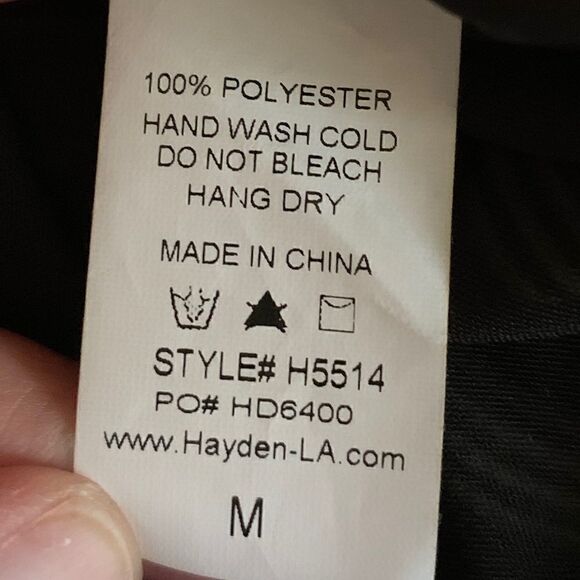 100% POLYESTER
HAND WASH COLD
DO NOT BLEACH
HANG DRY
MADE IN CHINA
STYLE# H5514
PO# HD6400
www.Hayden-LA.com
M